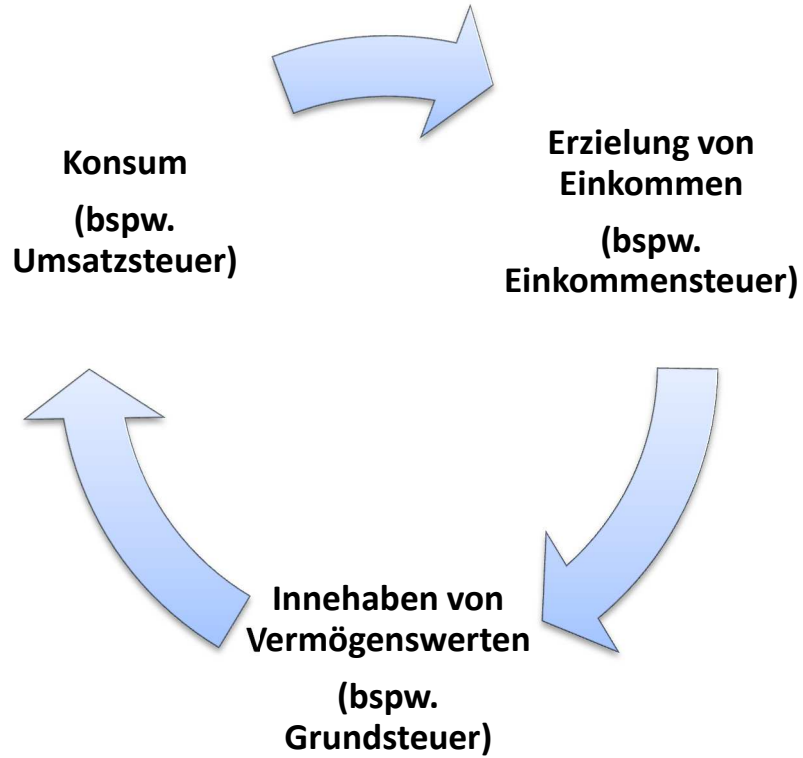 Konsum
(bspw.
Umsatzsteuer)
Erzielung von
Einkommen
(bspw.
Einkommensteuer)
Innehaben von
Vermögenswerten
(bspw.
Grundsteuer)